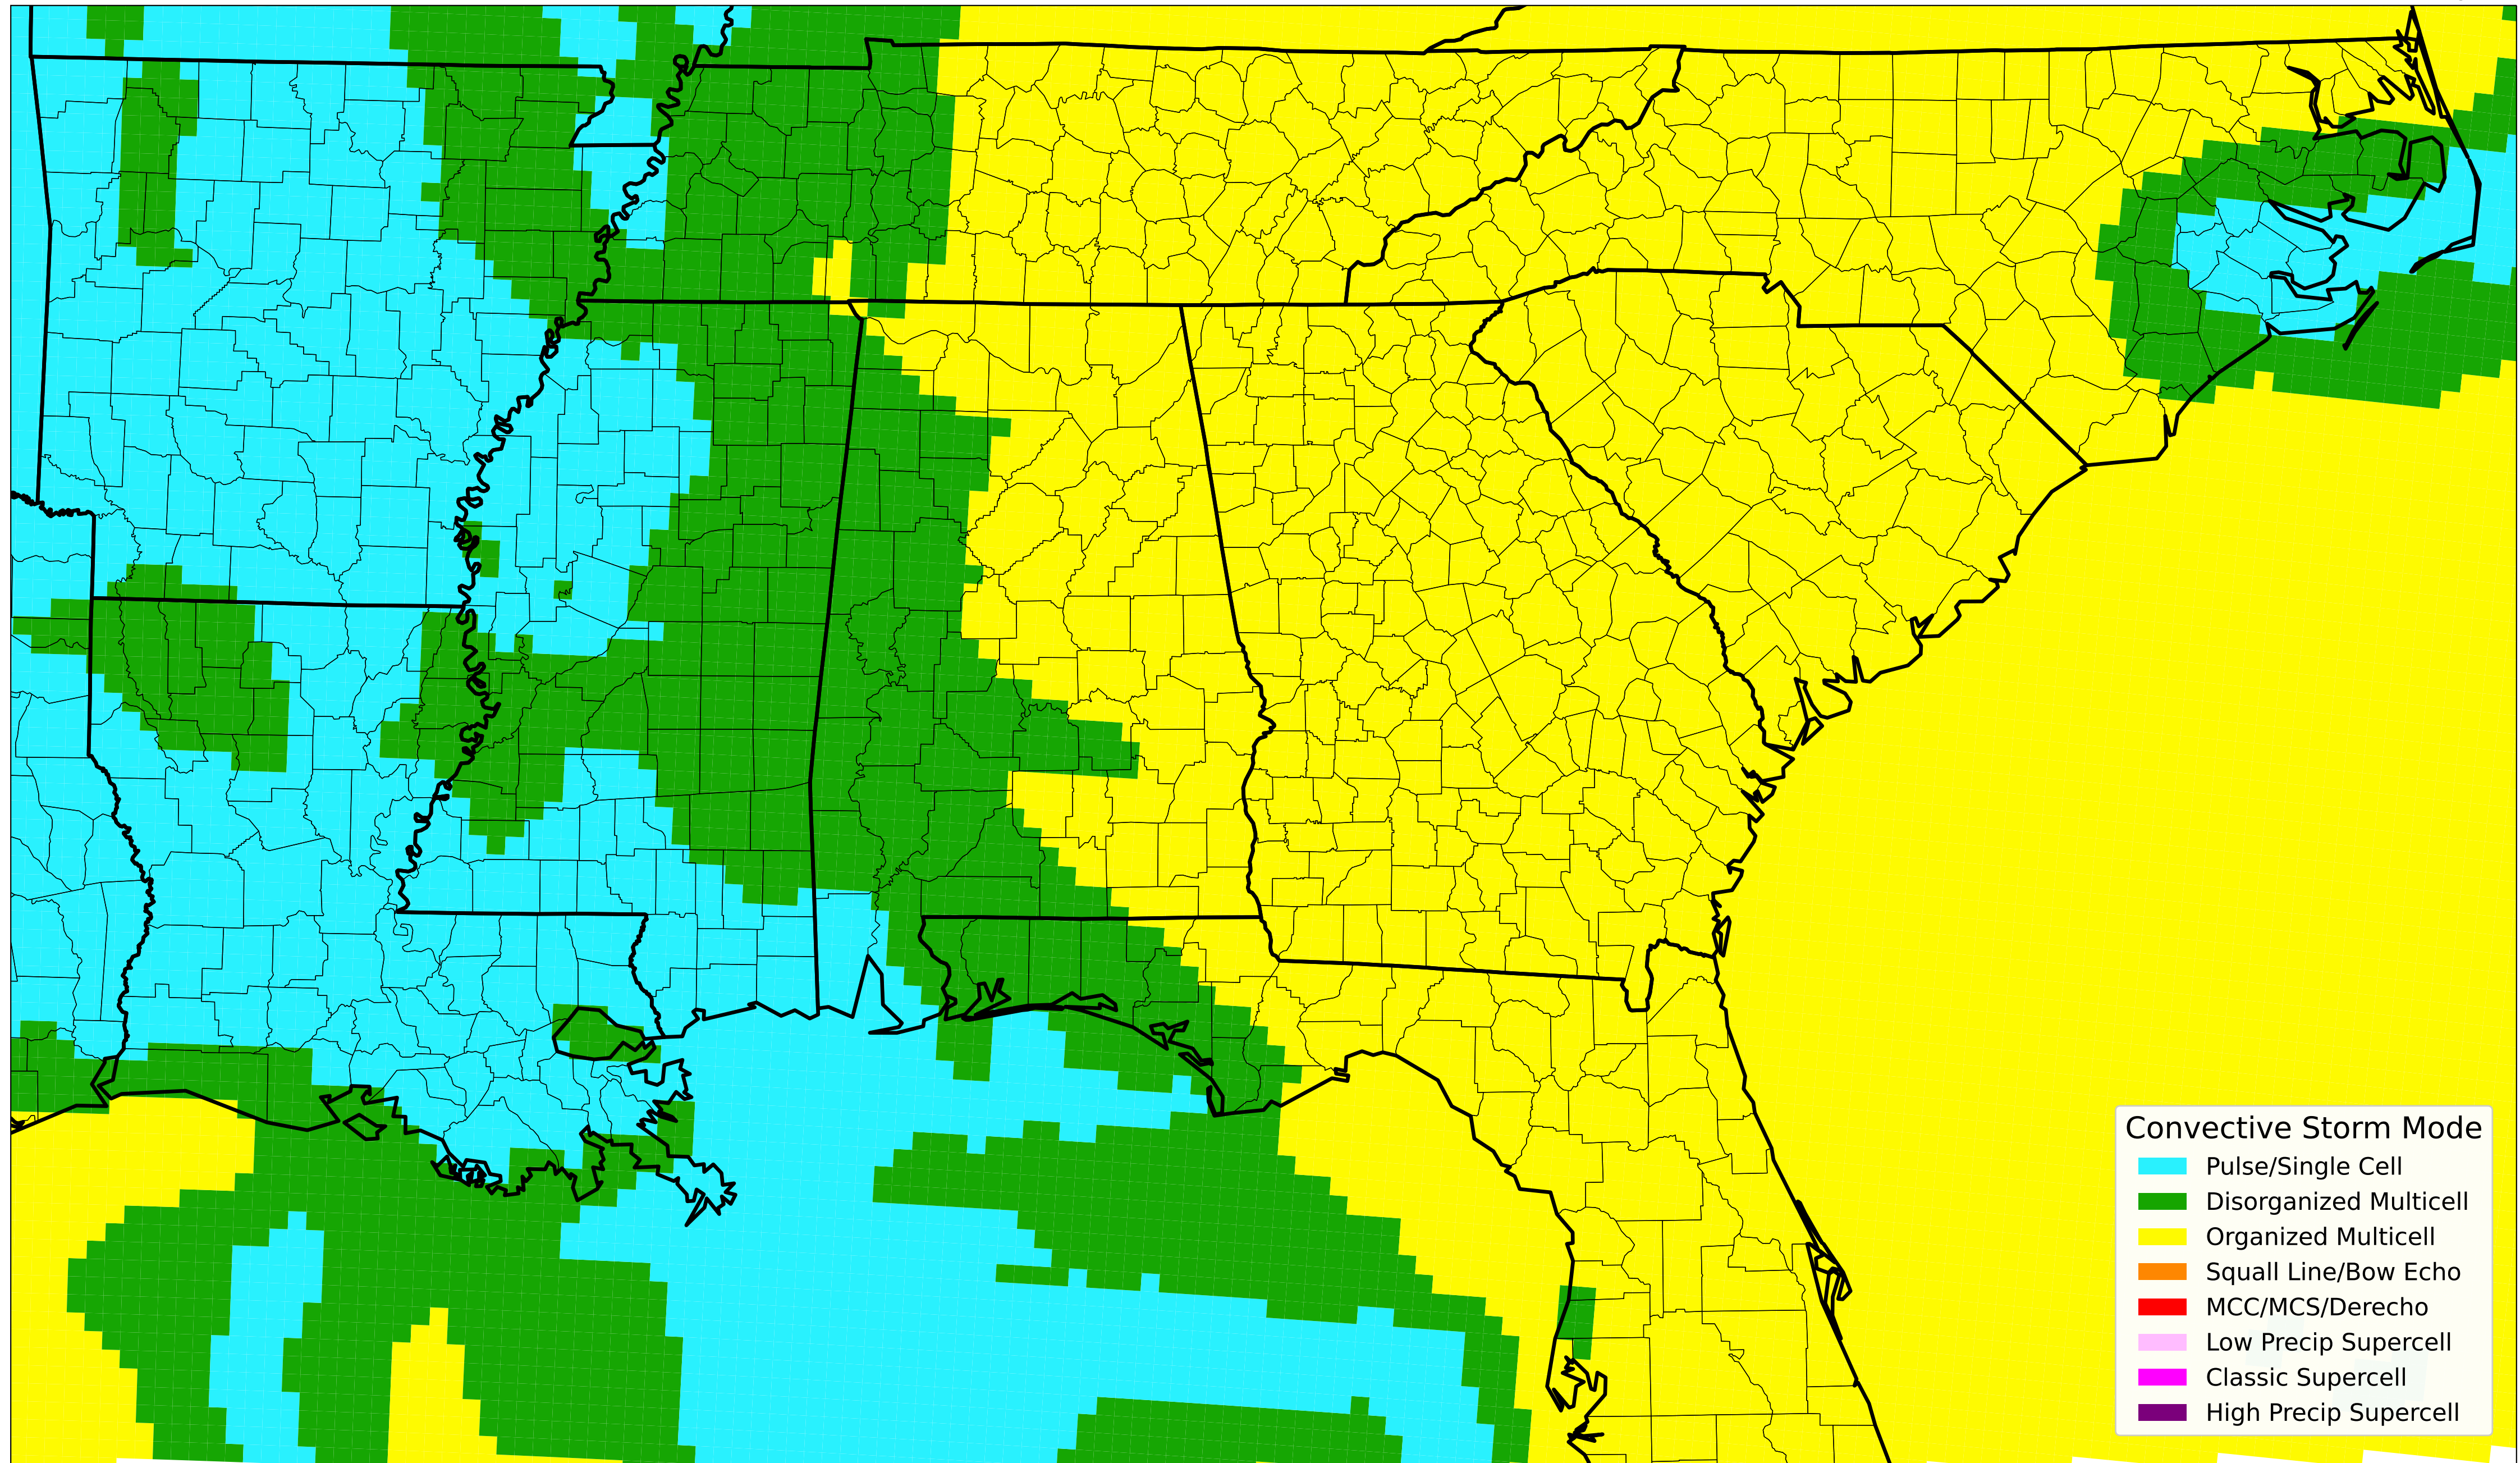 Convective Storm Mode
Pulse/Single Cell
Disorganized Multicell
Organized Multicell
Squall Line/Bow Echo
MCC/MCS/Derecho
Low Precip Supercell
Classic Supercell
High Precip Supercell